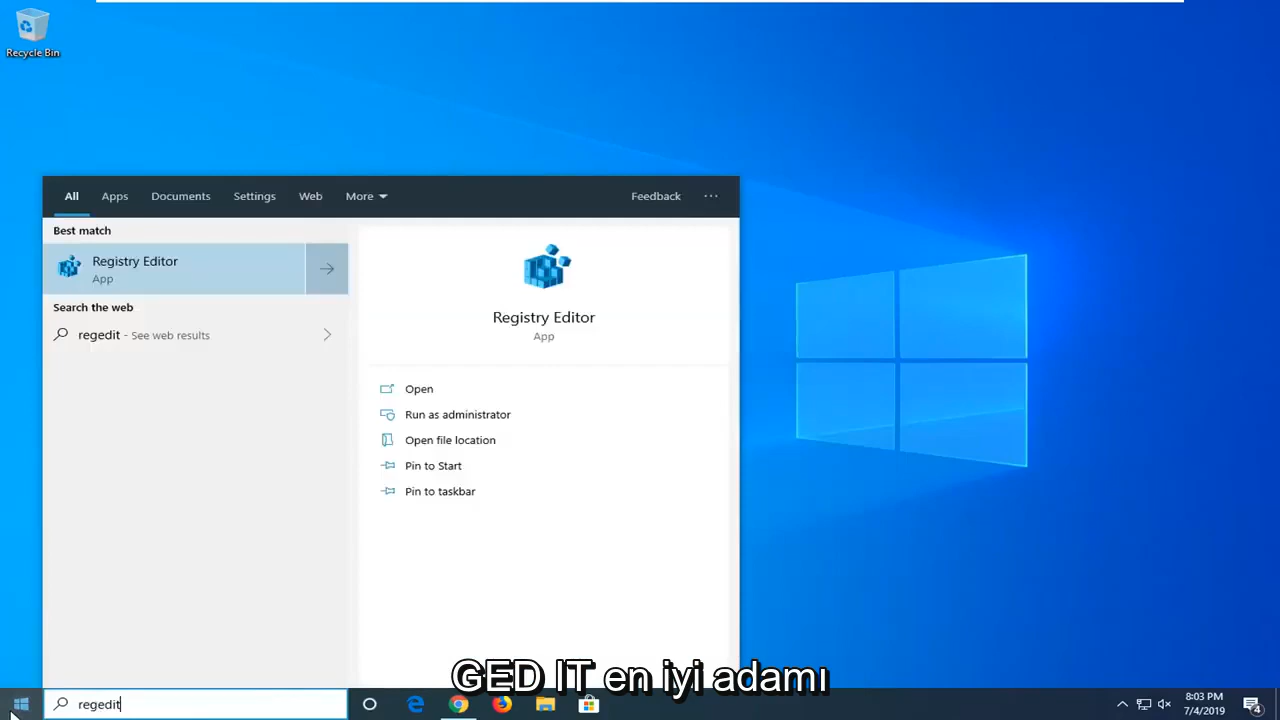 Recycle Bin
All Apps Documents Settings Web More Feedback ...
Best match
Registry Editor
App
Search the web
regedit - See web results
Registry Editor
App
Open
Run as administrator
Open file location
Pin to Start
Pin to taskbar
GED IT en iyi adamı
regedit
8:03 PM
7/4/2019
4